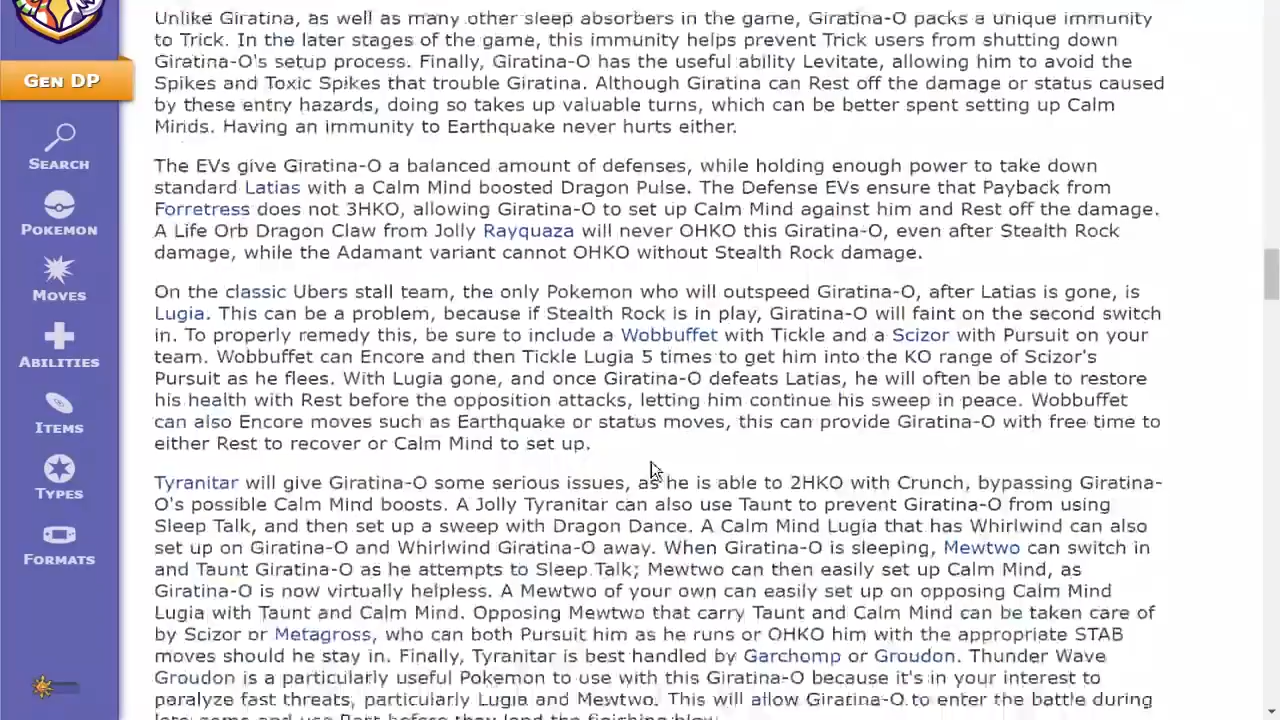 Unlike Giratina, as well as many other sleep absorbers in the game, Giratina-O packs a unique immunity
to Trick. In the later stages of the game, this immunity helps prevent Trick users from shutting down
Giratina-O's setup process. Finally, Giratina-O has the useful ability Levitate, allowing him to avoid the
Spikes and Toxic Spikes that trouble Giratina. Although Giratina can Rest off the damage or status caused
by these entry hazards, doing so takes up valuable turns, which can be better spent setting up Calm
Minds. Having an immunity to Earthquake never hurts either.
The EVs give Giratina-O a balanced amount of defenses, while holding enough power to take down
standard Latias with a Calm Mind boosted Dragon Pulse. The Defense EVs ensure that Payback from
Forretress does not 3HKO, allowing Giratina-O to set up Calm Mind against him and Rest off the damage.
A Life Orb Dragon Claw from Jolly Rayquaza will never OHKO this Giratina-O, even after Stealth Rock
damage, while the Adamant variant cannot OHKO without Stealth Rock damage.
On the classic Ubers stall team, the only Pokemon who will outspeed Giratina-O, after Latias is gone, is
Lugia. This can be a problem, because if Stealth Rock is in play, Giratina-O will faint on the second switch
in. To properly remedy this, be sure to include a Wobbuffet with Tickle and a Scizor with Pursuit on your
team. Wobbuffet can Encore and then Tickle Lugia 5 times to get him into the KO range of Scizor's
Pursuit as he flees. With Lugia gone, and once Giratina-O defeats Latias, he will often be able to restore
his health with Rest before the opposition attacks, letting him continue his sweep in peace. Wobbuffet
can also Encore moves such as Earthquake or status moves, this can provide Giratina-O with free time to
either Rest to recover or Calm Mind to set up.
Tyranitar will give Giratina-O some serious issues, as he is able to 2HKO with Crunch, bypassing Giratina-
O's possible Calm Mind boosts. A Jolly Tyranitar can also use Taunt to prevent Giratina-O from using
Sleep Talk, and then set up a sweep with Dragon Dance. A Calm Mind Lugia that has Whirlwind can also
set up on Giratina-O and Whirlwind Giratina-O away. When Giratina-O is sleeping, Mewtwo can switch in
and Taunt Giratina-O as he attempts to Sleep Talk; Mewtwo can then easily set up Calm Mind, as
Giratina-O is now virtually helpless. A Mewtwo of your own can easily set up on opposing Calm Mind
Lugia with Taunt and Calm Mind. Opposing Mewtwo that carry Taunt and Calm Mind can be taken care of
by Scizor or Metagross, who can both Pursuit him as he runs or OHKO him with the appropriate STAB
moves should he stay in. Finally, Tyranitar is best handled by Garchomp or Groudon. Thunder Wave
Groudon is a particularly useful Pokemon to use with this Giratina-O because it's in your interest to
paralyze fast threats, particularly Lugia and Mewtwo. This will allow Giratina-O to enter the battle during
late-game and use Rest before they land the finishing blow.
GEN DP
SEARCH
POKEMON
MOVES
ABILITIES
ITEMS
TYPES
FORMATS